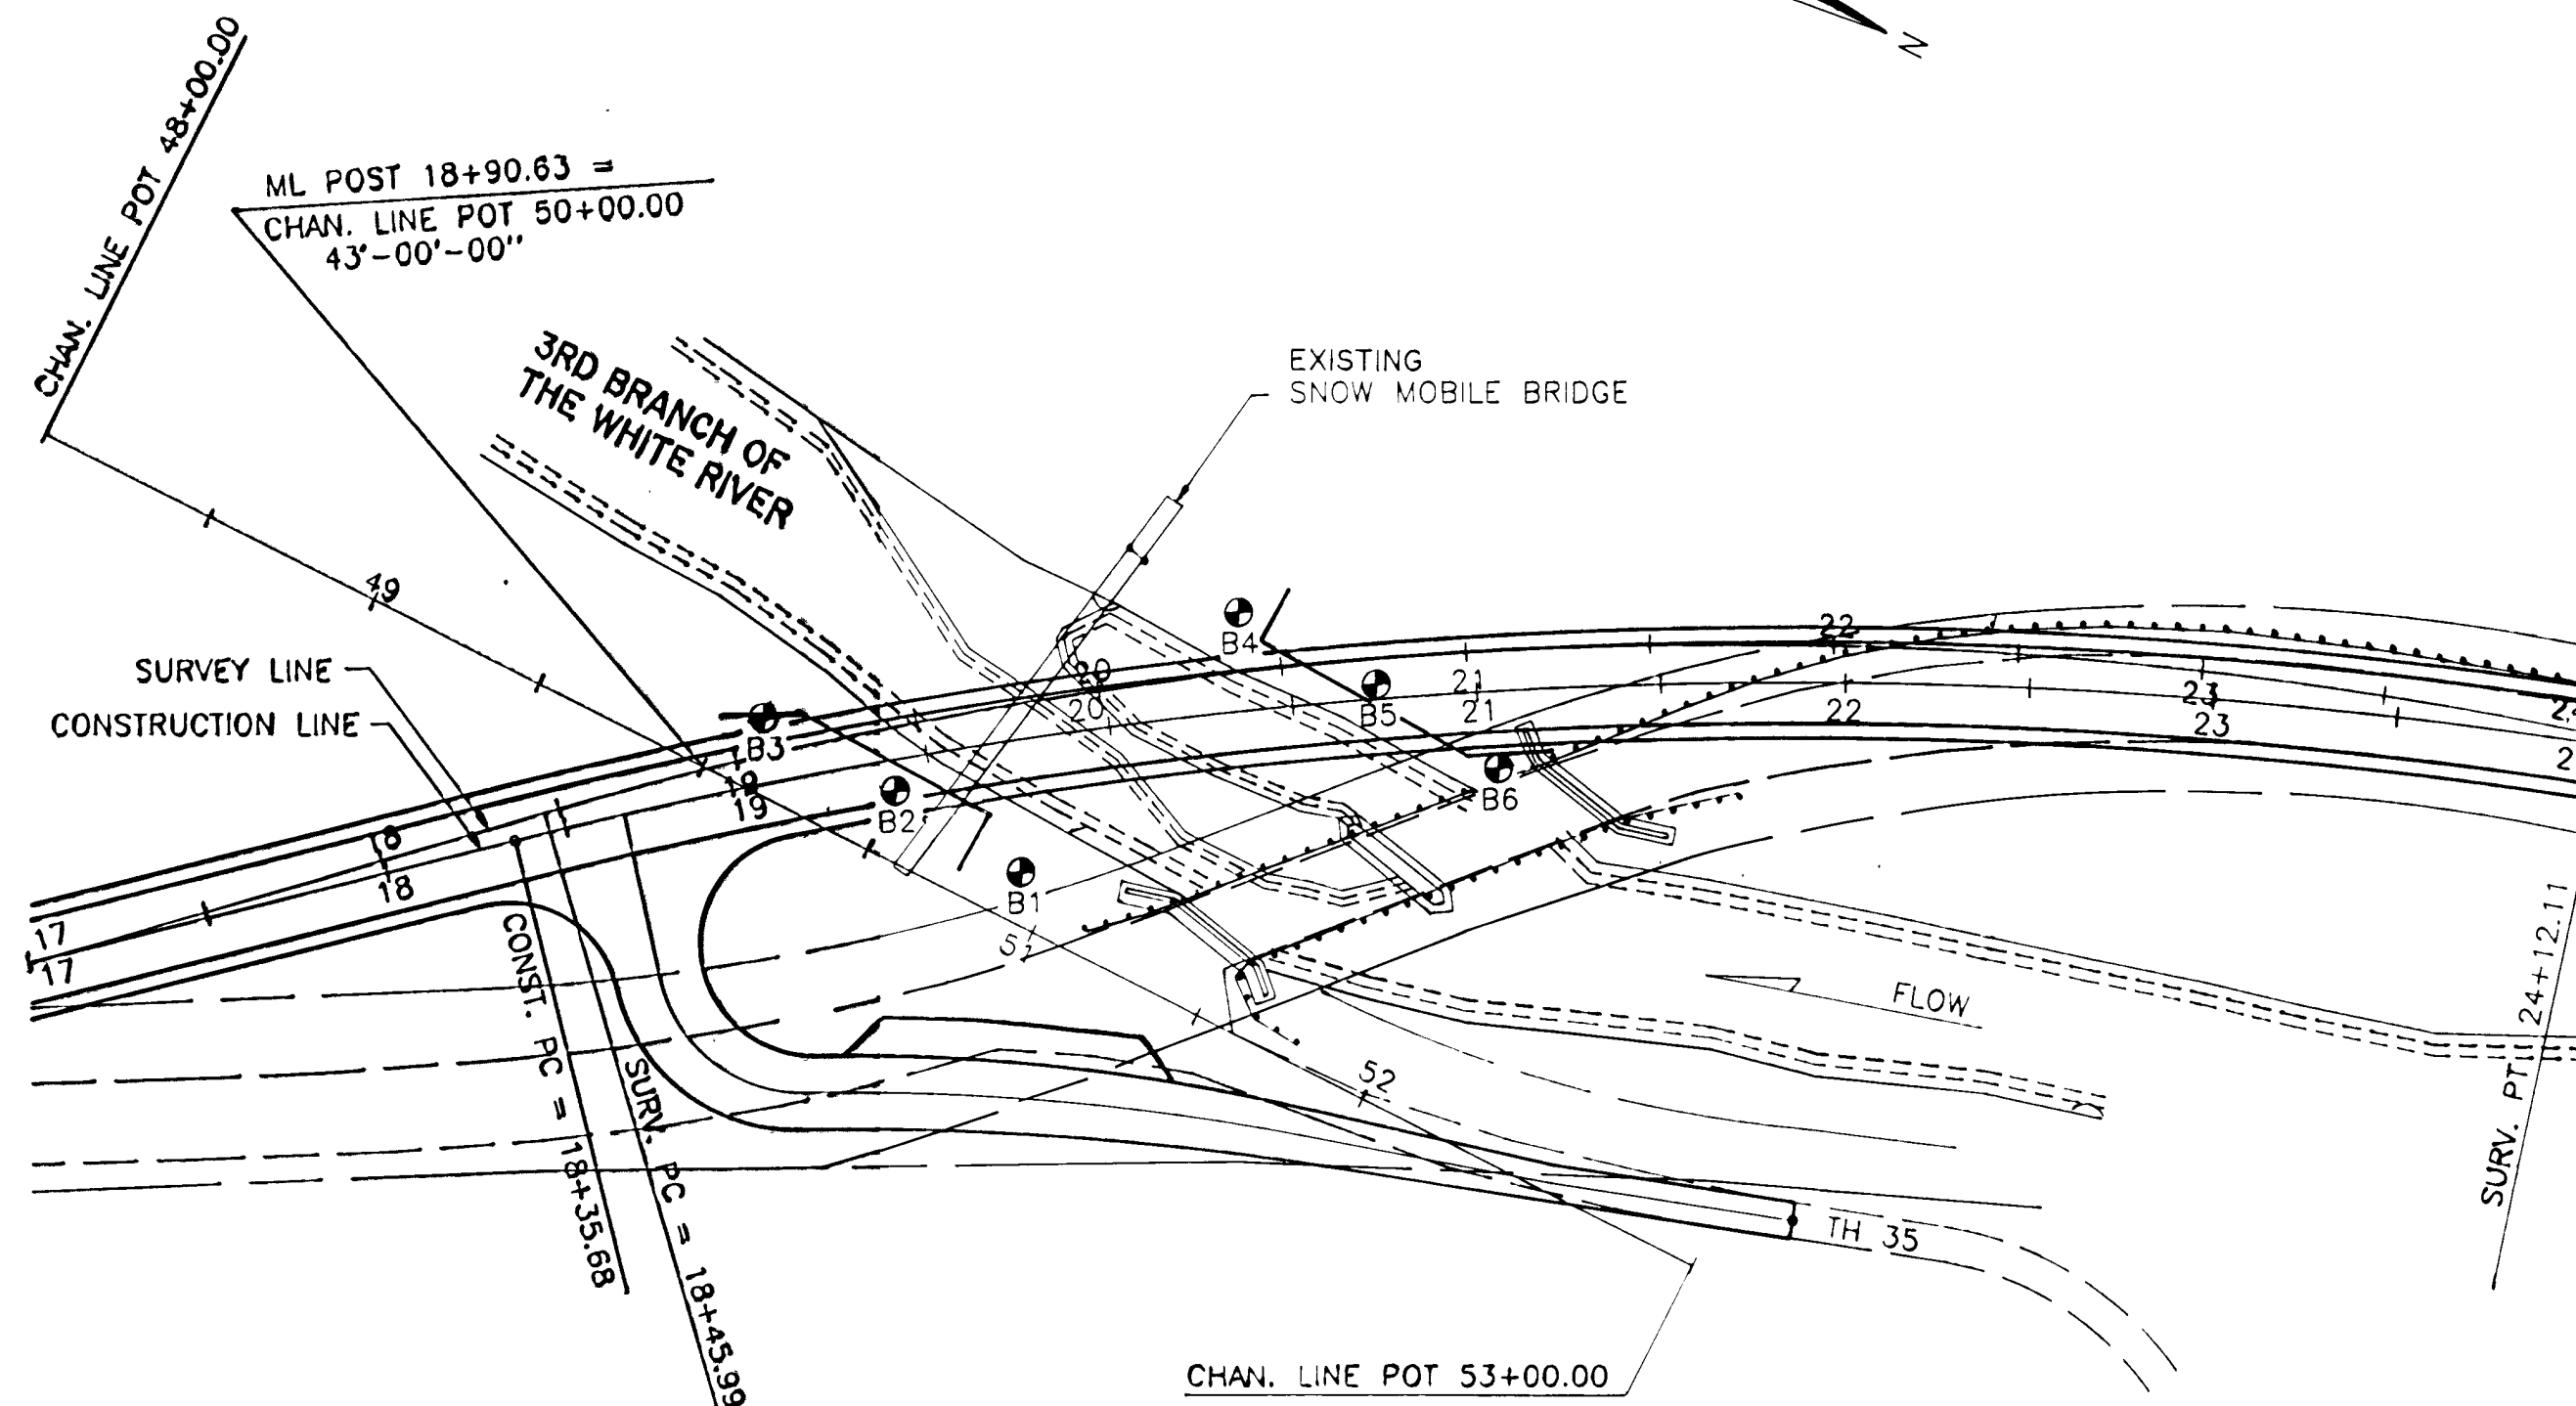 N
CHAN. LINE POT 48+00.00
ML POST 18+90.63 =
CHAN. LINE POT 50+00.00
43°-00'-00"
3RD BRANCH OF
THE WHITE RIVER
EXISTING
SNOW MOBILE BRIDGE
49
SURVEY LINE
CONSTRUCTION LINE
B4
B3
B5
B2
B6
B1
20
20
21
21
22
22
23
23
2
19
19
8
18
17
17
51
52
FLOW
CONST. PC = 18+35.68
SURV. PC = 18+45.99
SURV. PT 24+12.11
TH 35
CHAN. LINE POT 53+00.00